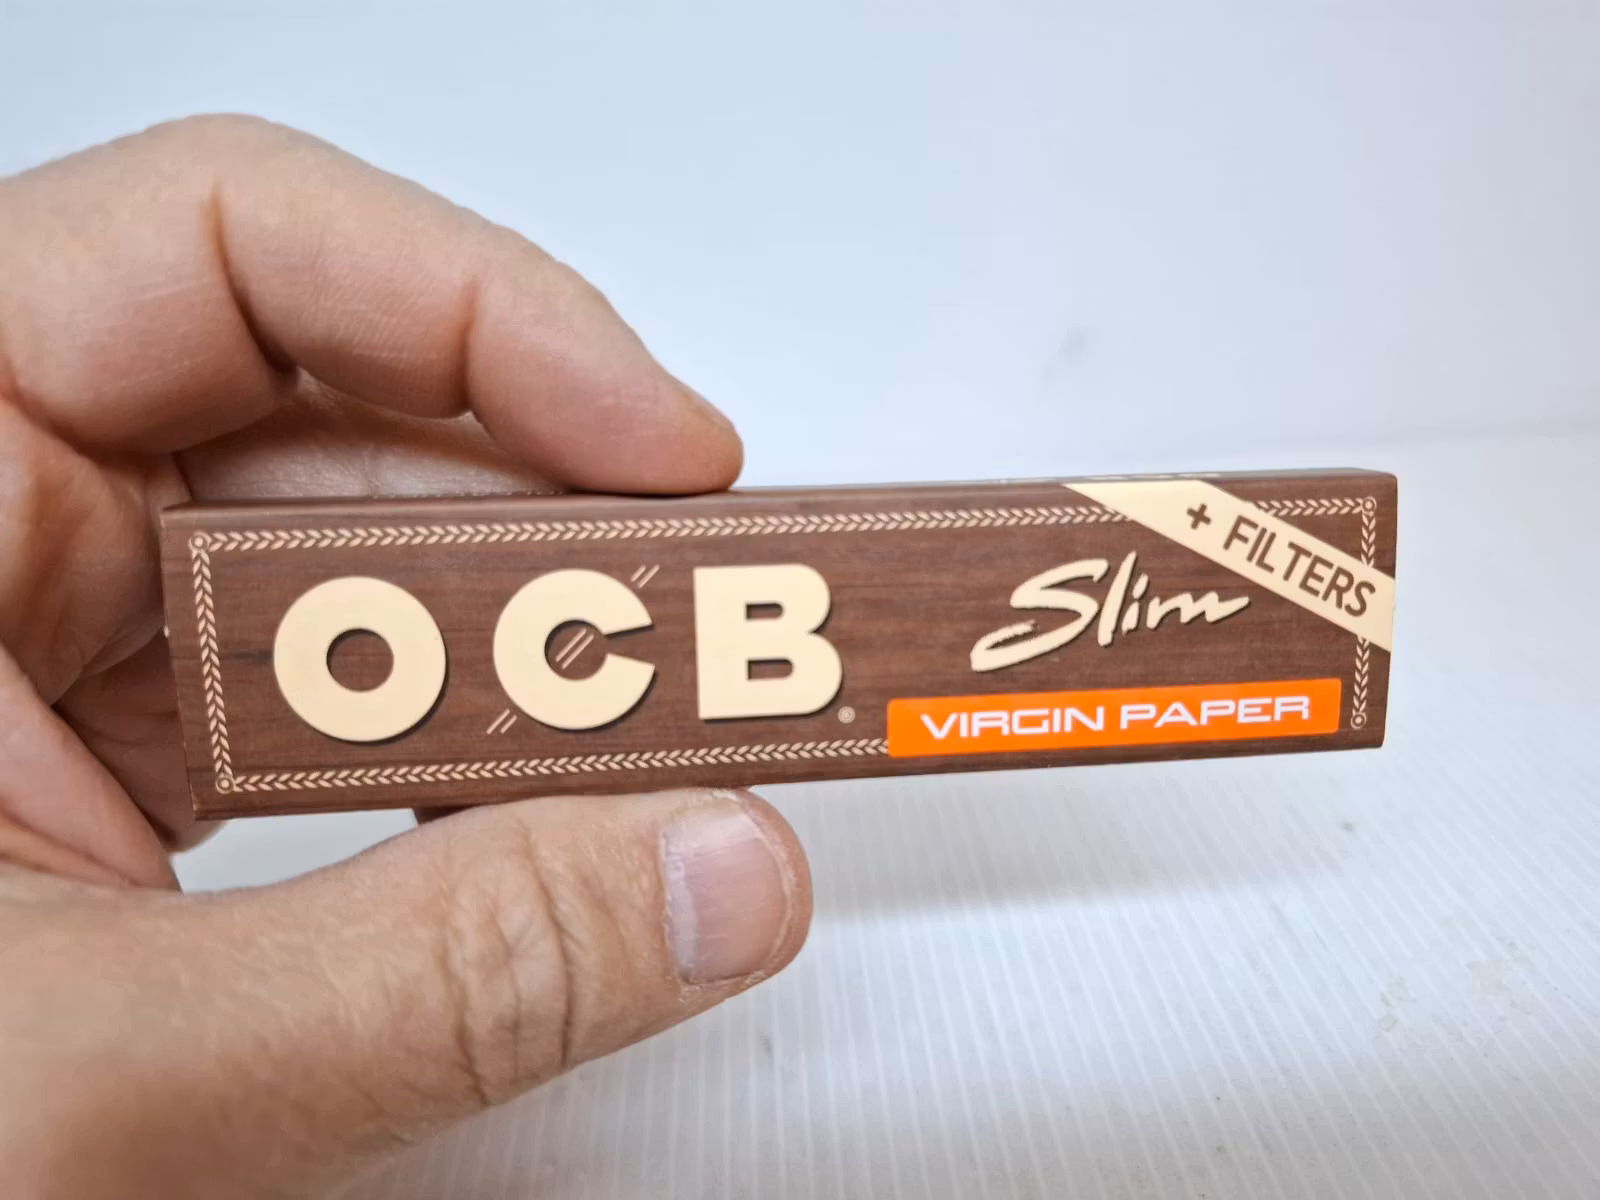 OCB®
Slim
+ FILTERS
VIRGIN PAPER